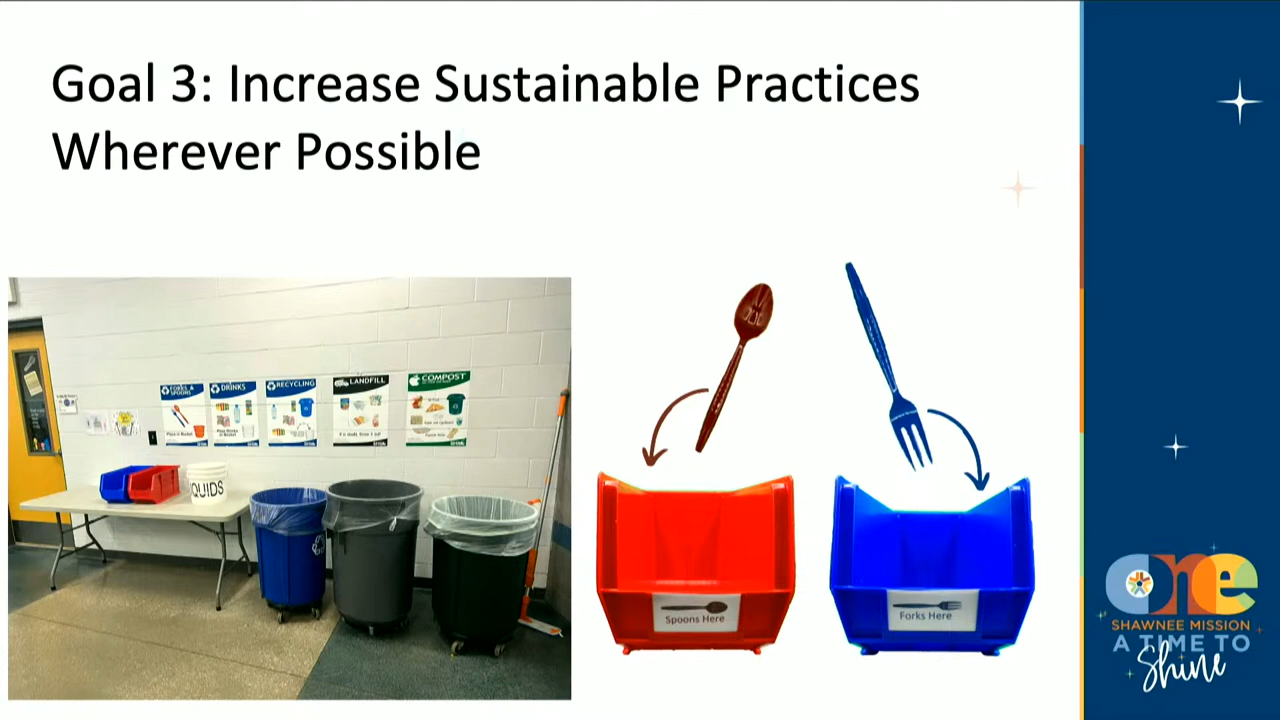 Goal 3: Increase Sustainable Practices
Wherever Possible
FORKS &
SPOONS
DRINKS
RECYCLING
LANDFILL
COMPOST
QUIDS
Spoons Here
Forks Here
one
SHAWNEE MISSION
A TIME TO
Shine